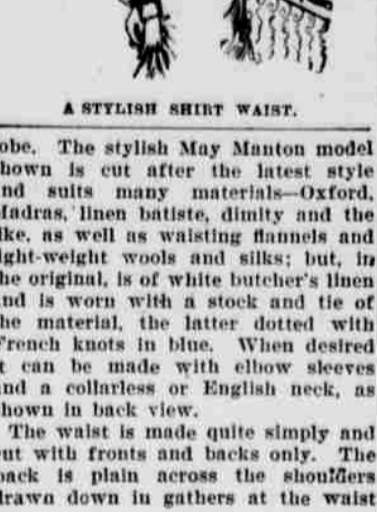 A STYLISH SHIRT WAIST.
obe. The stylish May Manton model
hown is cut after the latest style
nd suits many materials—Oxford,
Madras, linen batiste, dimity and the
ike, as well as waisting flannels and
ight-weight wools and silks; but, in
he original, is of white butcher's linen
nd is worn with a stock and tie of
he material, the latter dotted with
French knots in blue. When desired
t can be made with elbow sleeves
nd a collarless or English neck, as
hown in back view.
The waist is made quite simply and
ut with fronts and backs only. The
back is plain across the shoulders
drawn down in gathers at the waist